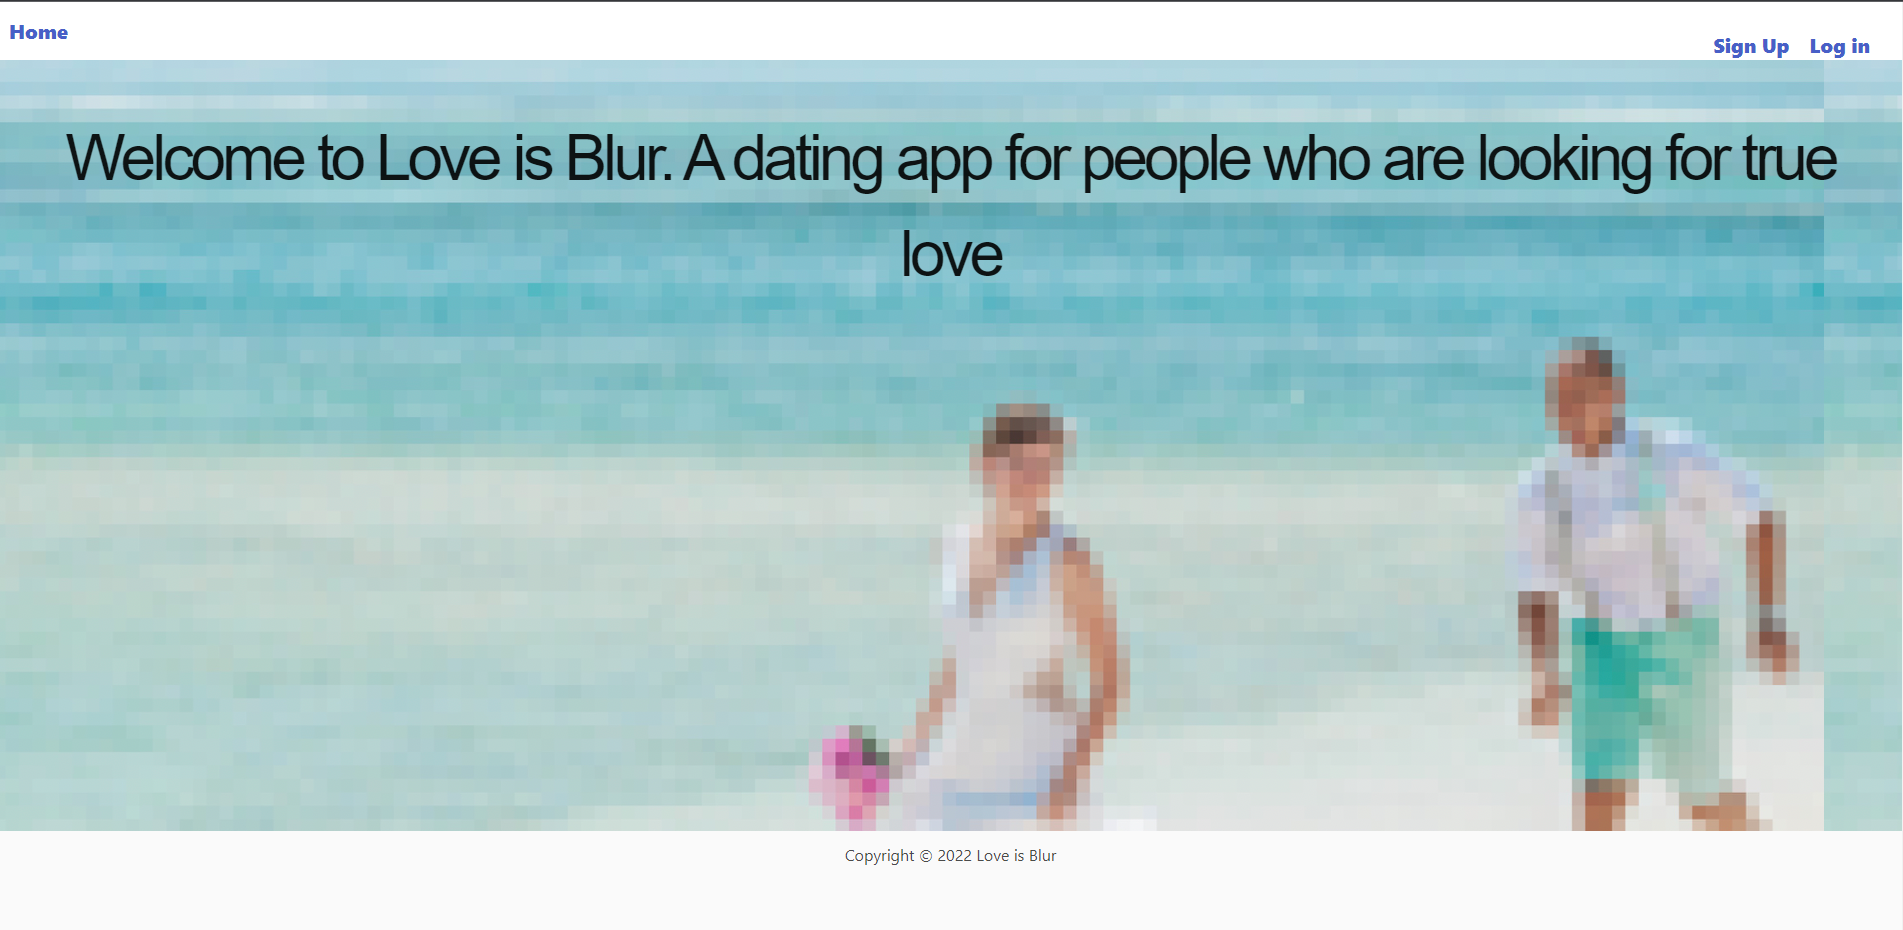 Home
Sign Up Log in
Welcome to Love is Blur. A dating app for people who are looking for true
love
Copyright © 2022 Love is Blur